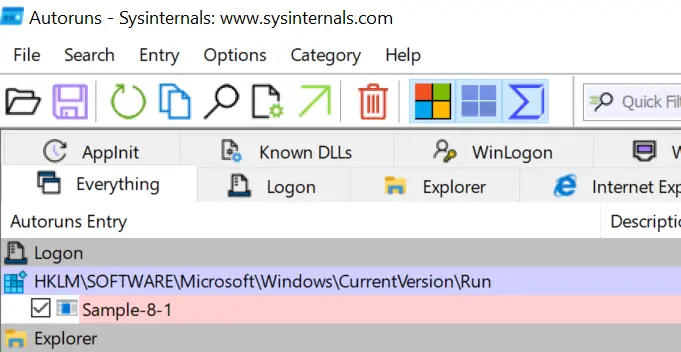 Autoruns - Sysinternals: www.sysinternals.com
File Search Entry Options Category Help
Quick Fil
AppInit Known DLLs WinLogon W
Everything Logon Explorer Internet Exp
Autoruns Entry Descripti
Logon
HKLM\SOFTWARE\Microsoft\Windows\CurrentVersion\Run
Sample-8-1
Explorer